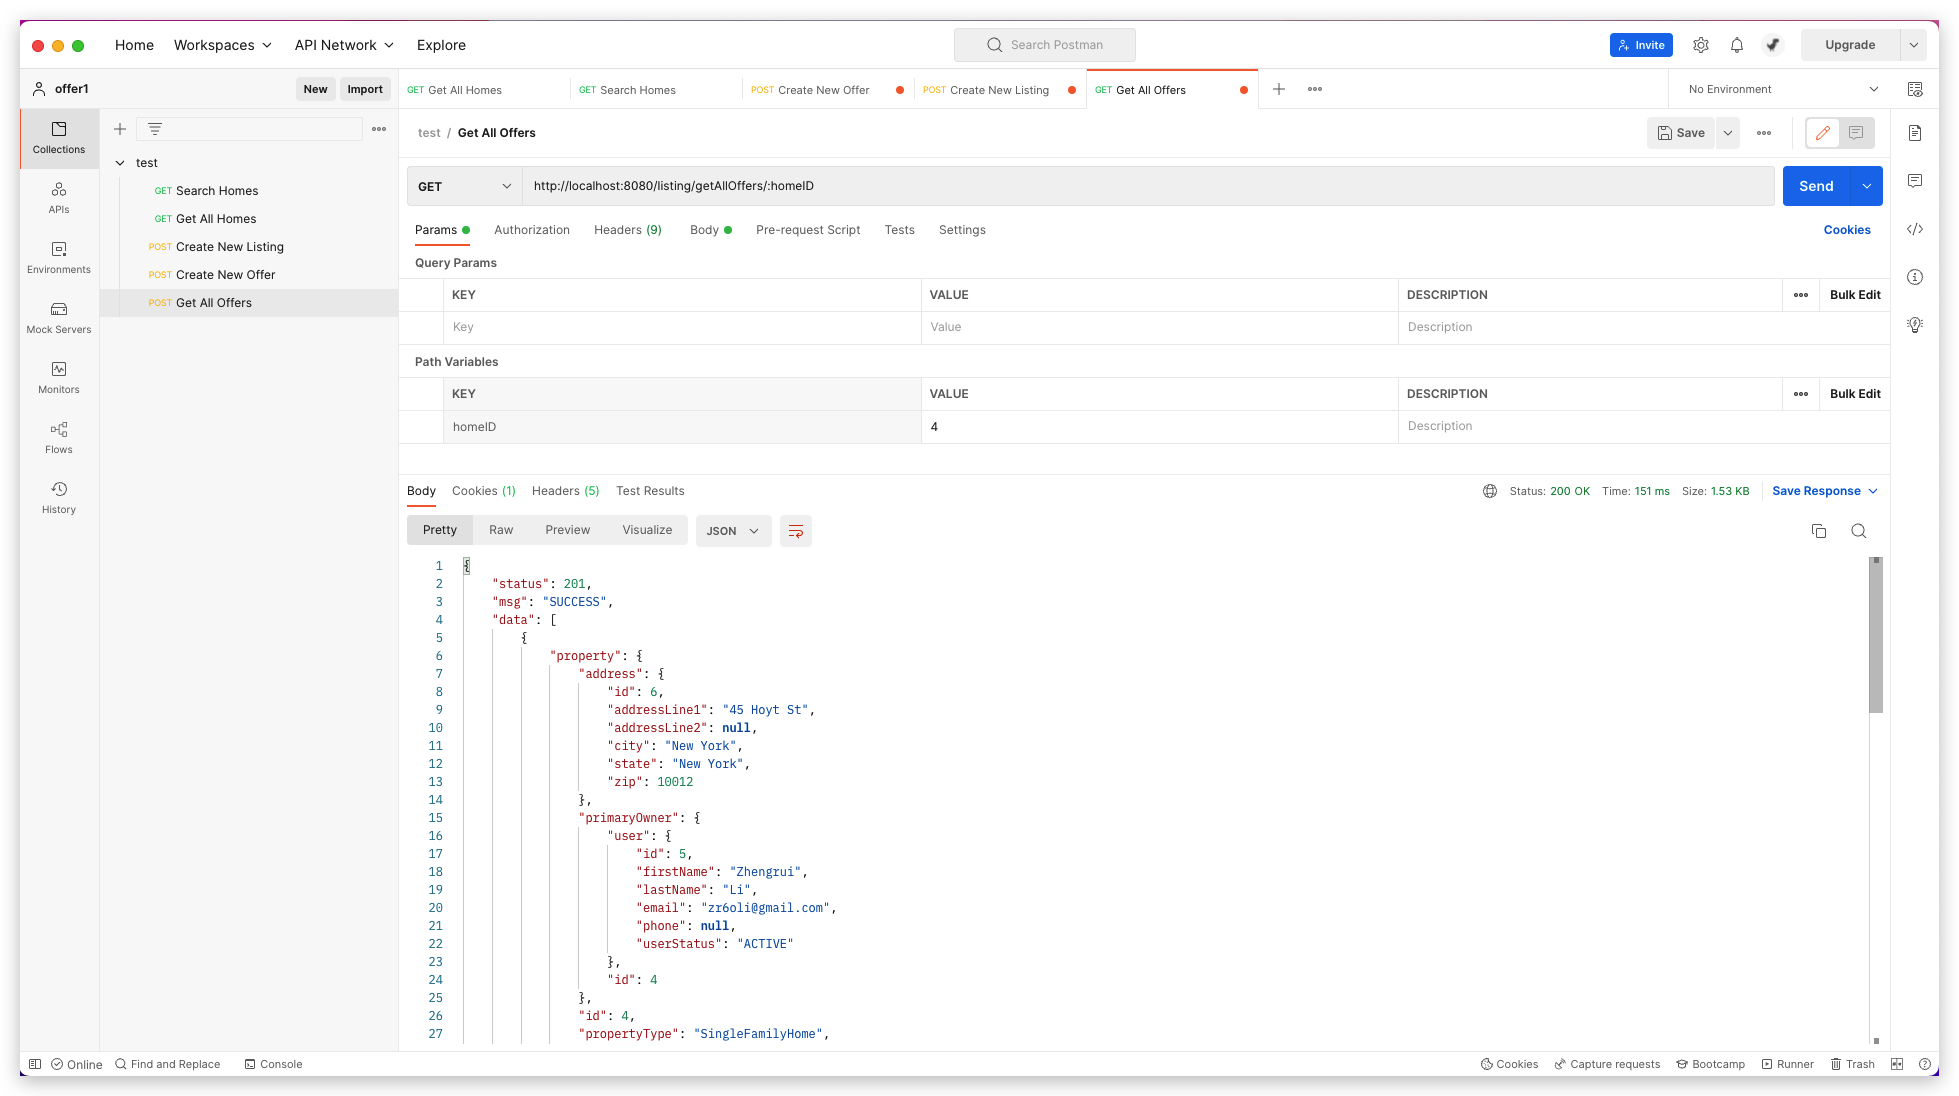 Home Workspaces API Network Explore Search Postman Invite Upgrade
offer1 New Import
GET Get All Homes GET Search Homes POST Create New Offer POST Create New Listing GET Get All Offers No Environment
Collections
APIs
Environments
Mock Servers
Monitors
Flows
History
test
GET Search Homes
GET Get All Homes
POST Create New Listing
POST Create New Offer
POST Get All Offers
test / Get All Offers Save
GET http://localhost:8080/listing/getAllOffers/:homeID Send
Params Authorization Headers (9) Body Pre-request Script Tests Settings Cookies
Query Params
KEY VALUE DESCRIPTION Bulk Edit
Key Value Description
Path Variables
KEY VALUE DESCRIPTION Bulk Edit
homeID 4 Description
Body Cookies (1) Headers (5) Test Results Status: 200 OK Time: 151 ms Size: 1.53 KB Save Response
Pretty Raw Preview Visualize JSON
1 {
2 "status": 201,
3 "msg": "SUCCESS",
4 "data": [
5 {
6 "property": {
7 "address": {
8 "id": 6,
9 "addressLine1": "45 Hoyt St",
10 "addressLine2": null,
11 "city": "New York",
12 "state": "New York",
13 "zip": 10012
14 },
15 "primaryOwner": {
16 "user": {
17 "id": 5,
18 "firstName": "Zhengrui",
19 "lastName": "Li",
20 "email": "zr6oli@gmail.com",
21 "phone": null,
22 "userStatus": "ACTIVE"
23 },
24 "id": 4
25 },
26 "id": 4,
27 "propertyType": "SingleFamilyHome",
Online Find and Replace Console Cookies Capture requests Bootcamp Runner Trash